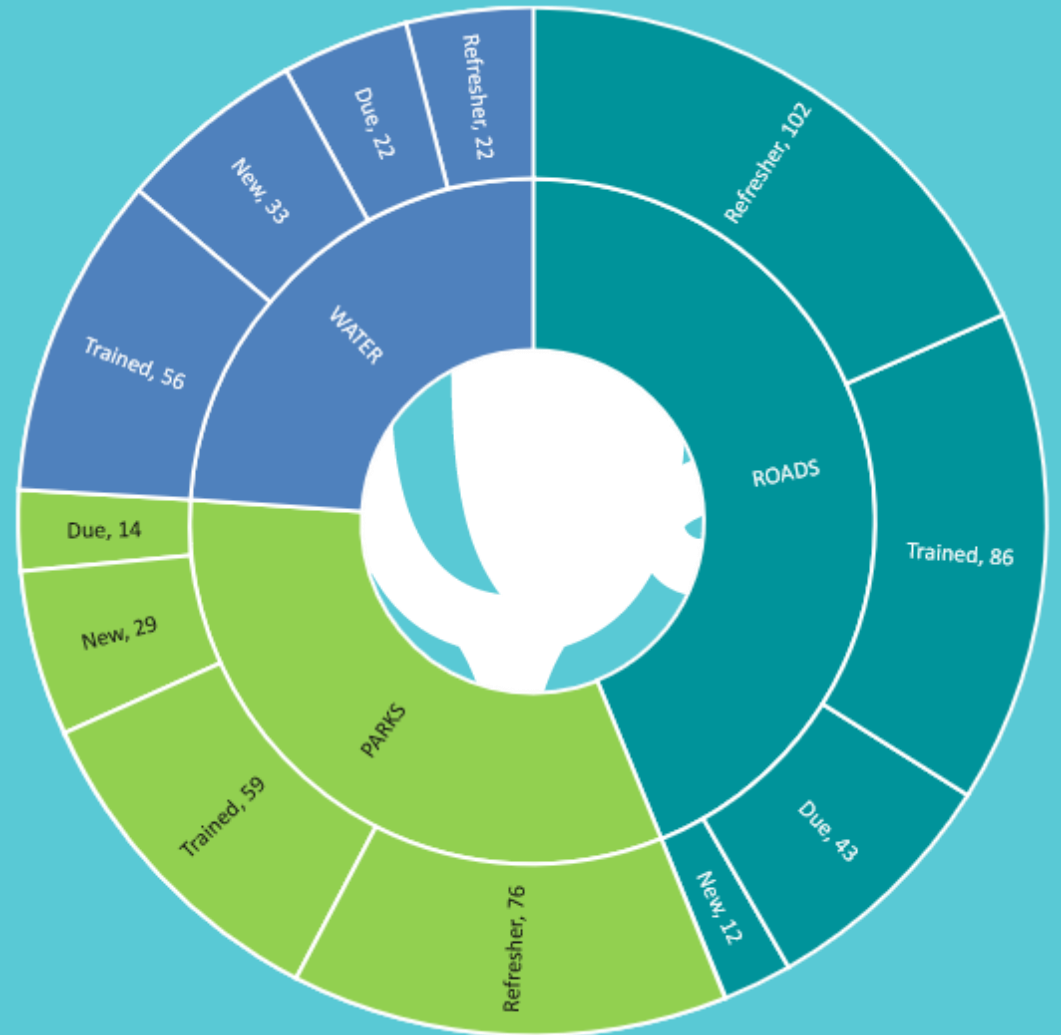 ROADS
Refresher, 102
Trained, 86
Due, 43
New, 12
PARKS
Refresher, 76
Trained, 59
New, 29
Due, 14
WATER
Trained, 56
New, 33
Due, 22
Refresher, 22